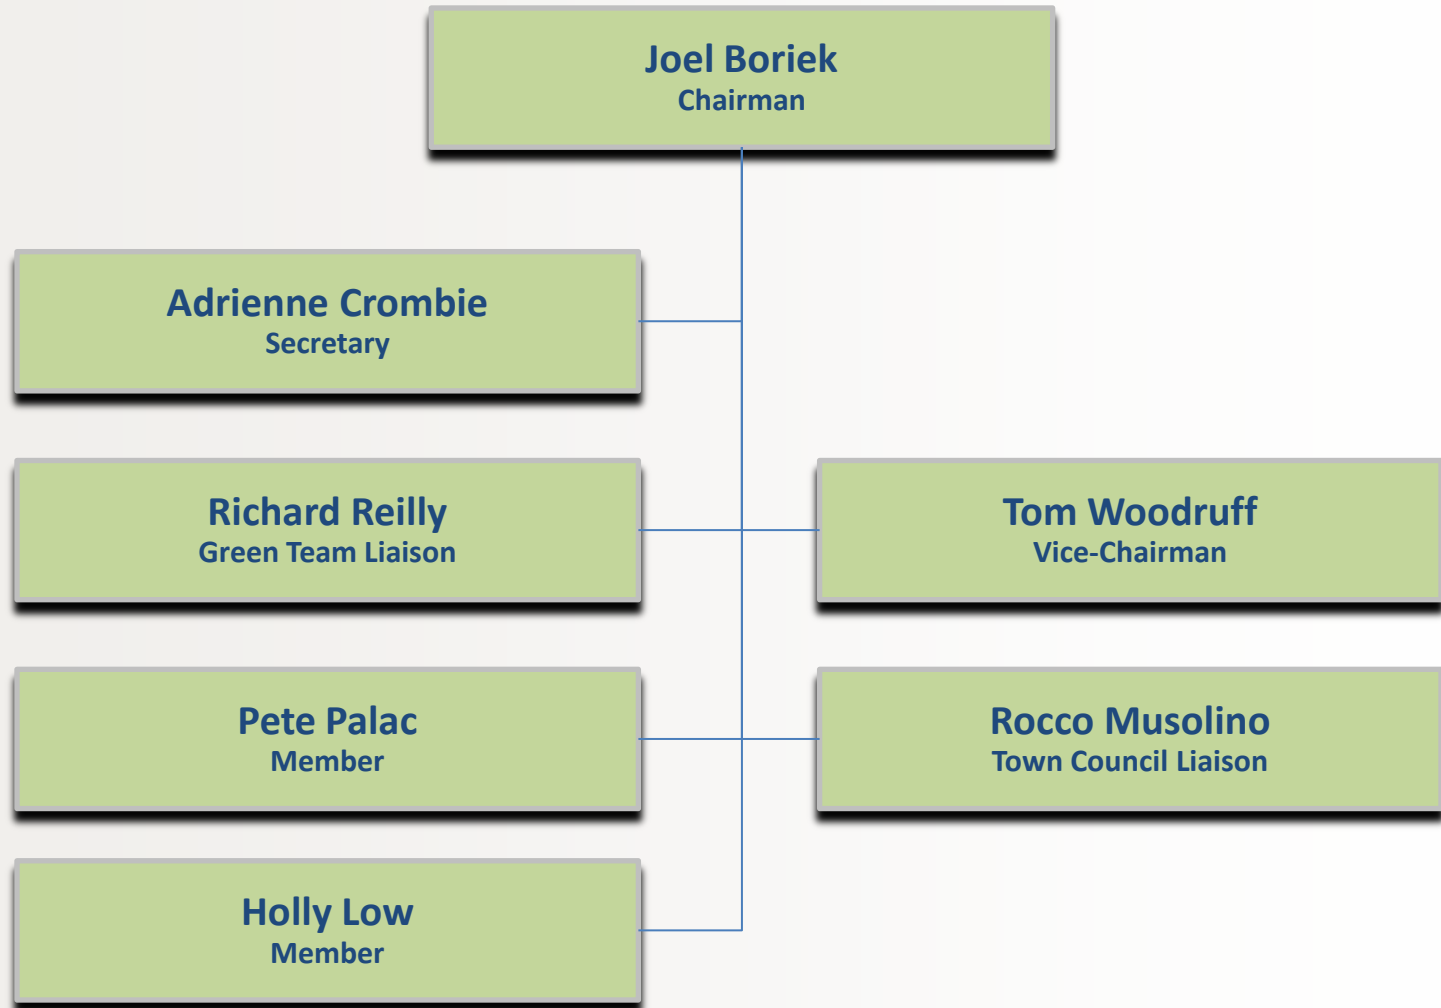 Joel Boriek
Chairman
Adrienne Crombie
Secretary
Richard Reilly
Green Team Liaison
Tom Woodruff
Vice-Chairman
Pete Palac
Member
Rocco Musolino
Town Council Liaison
Holly Low
Member